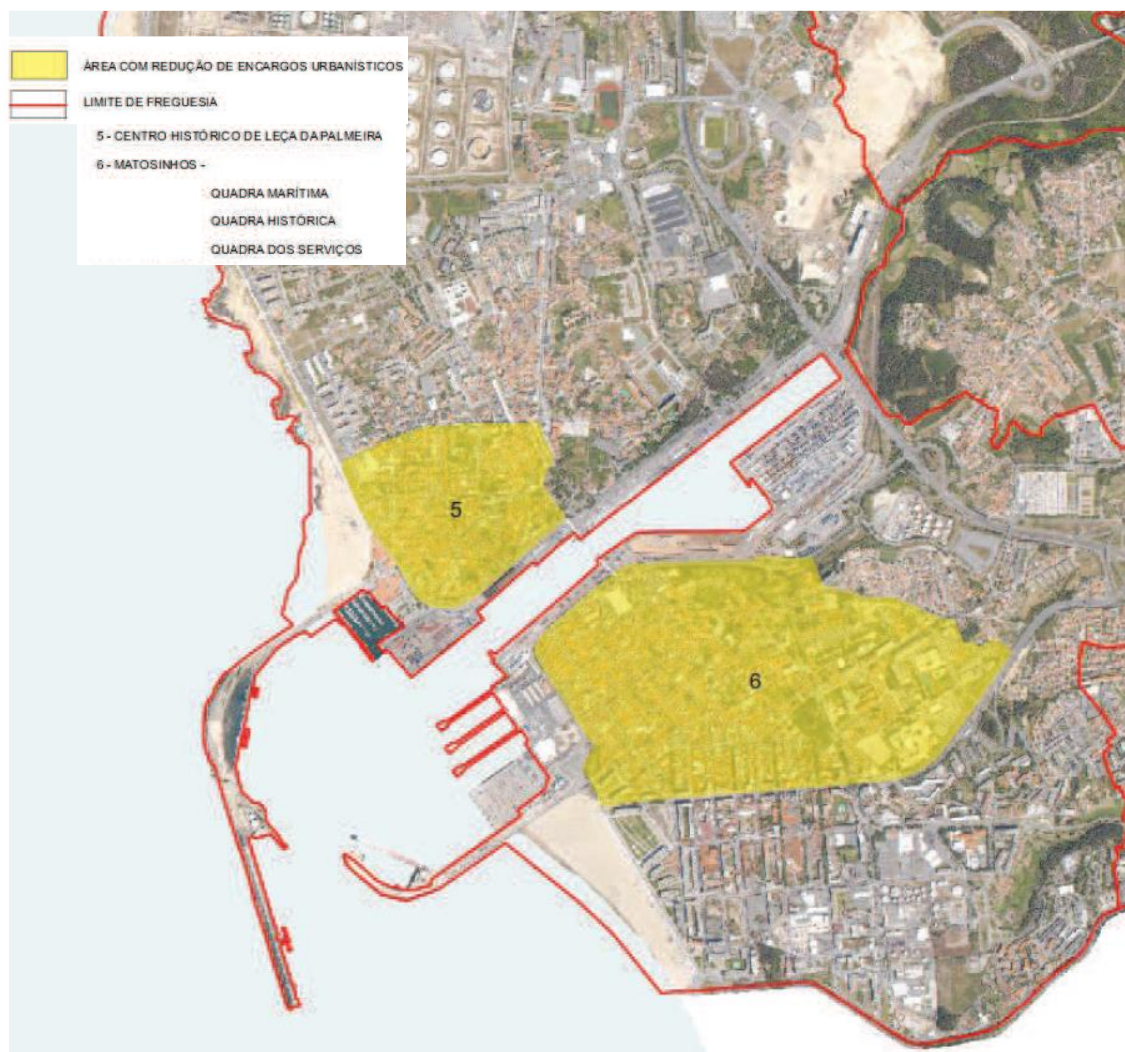 ÁREA COM REDUÇÃO DE ENCARGOS URBANÍSTICOS
LIMITE DE FREGUESIA
5 - CENTRO HISTÓRICO DE LEÇA DA PALMEIRA
6 - MATOSINHOS -
QUADRA MARÍTIMA
QUADRA HISTÓRICA
QUADRA DOS SERVIÇOS
5
6